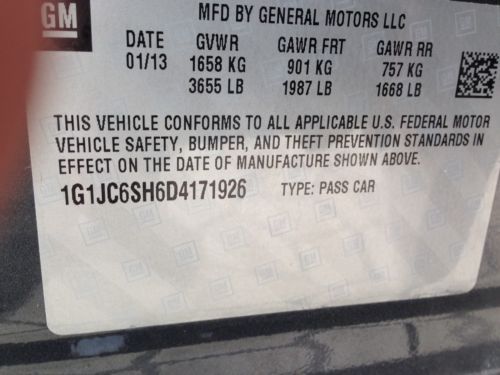 GM
MFD BY GENERAL MOTORS LLC
DATE GVWR GAWR FRT GAWR RR
01/13 1658 KG 901 KG 757 KG
3655 LB 1987 LB 1668 LB
THIS VEHICLE CONFORMS TO ALL APPLICABLE U.S. FEDERAL MOTOR
VEHICLE SAFETY, BUMPER, AND THEFT PREVENTION STANDARDS IN
EFFECT ON THE DATE OF MANUFACTURE SHOWN ABOVE.
1G1JC6SH6D4171926 TYPE: PASS CAR